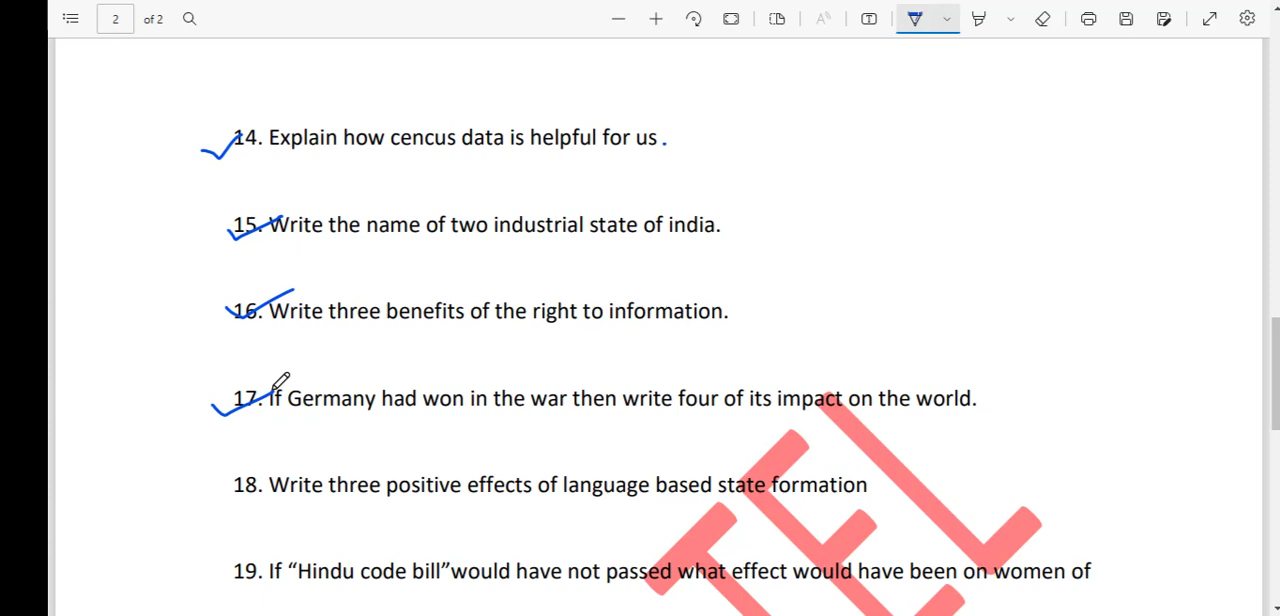 2 of 2
14. Explain how cencus data is helpful for us .
15. Write the name of two industrial state of india.
16. Write three benefits of the right to information.
17. If Germany had won in the war then write four of its impact on the world.
18. Write three positive effects of language based state formation
19. If “Hindu code bill”would have not passed what effect would have been on women of
TEL